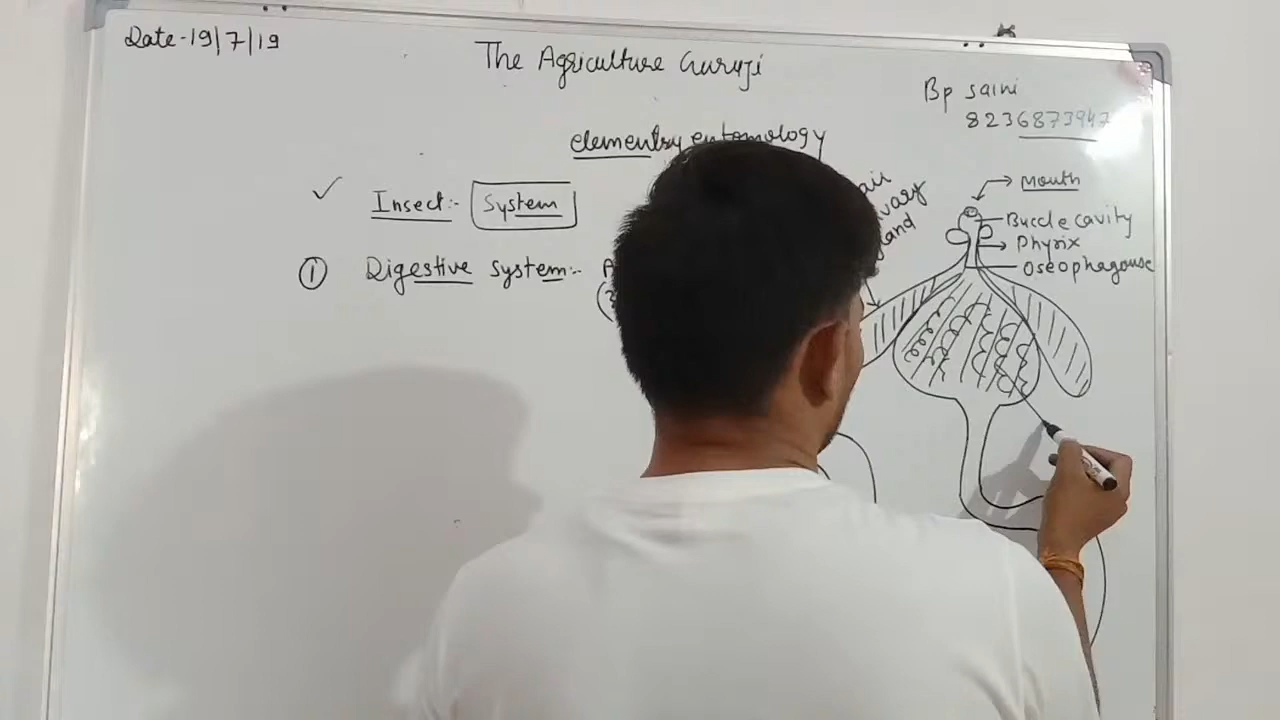 Date-19/7/19
The Agriculture Guruji
Bp saini
8236873947
elementry entomology
Insect:- System
① Digestive system:-
Mouth
Buccle cavity
Phyrix
Oseophagouse